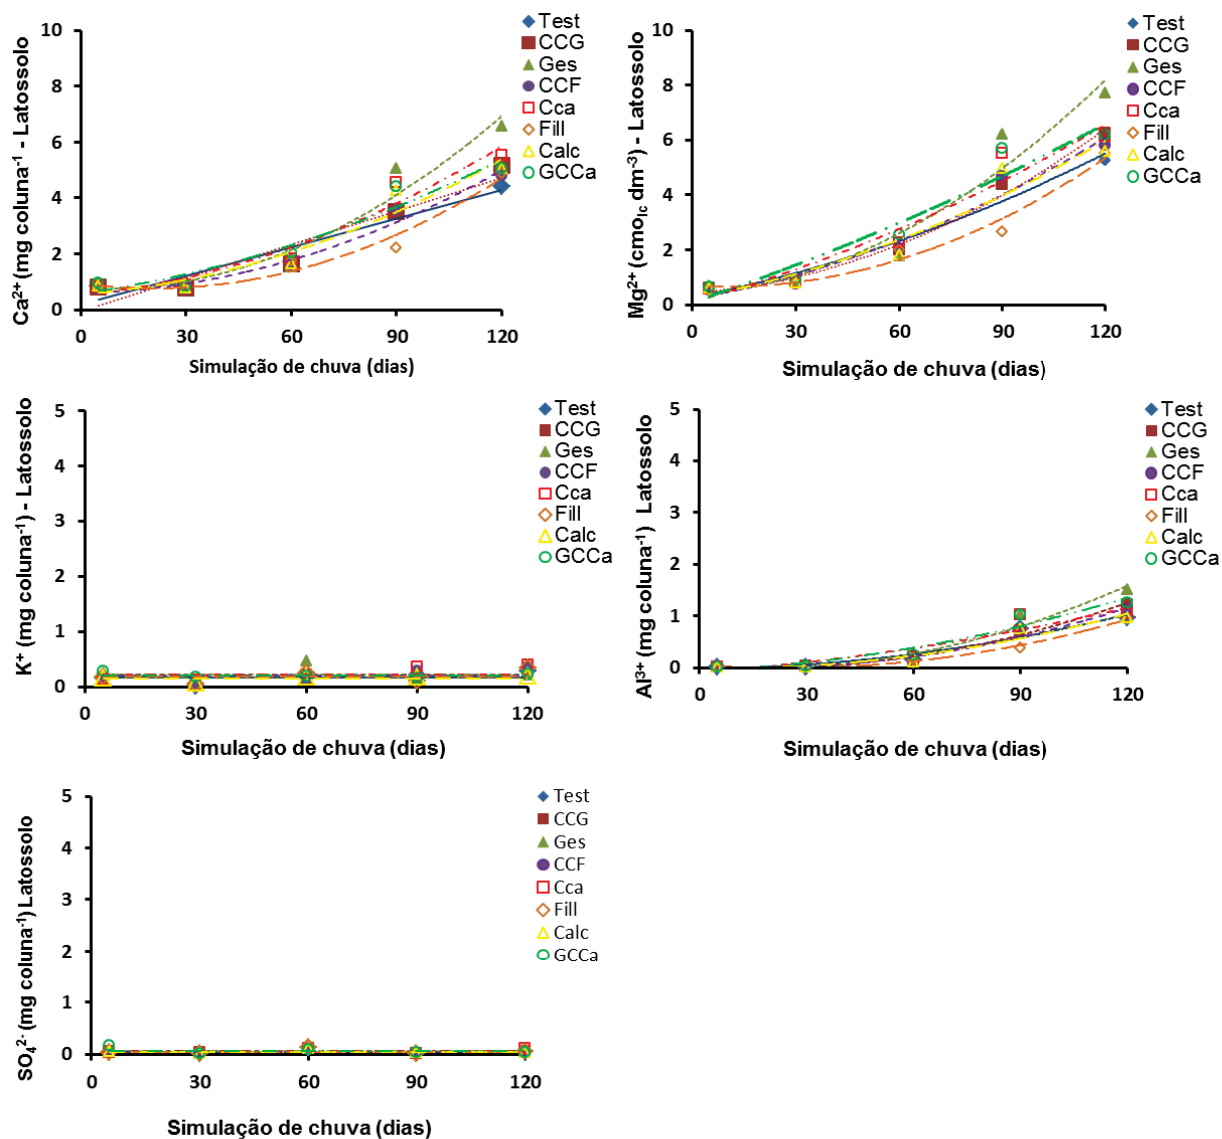 Ca²⁺(mg coluna⁻¹ - Latossolo
10
8
6
4
2
0
0 30 60 90 120
Simulação de chuva (dias)
Test
CCG
Ges
CCF
Cca
Fill
Calc
GCCa
Mg²⁺ (cmo_lc dm⁻³) - Latossolo
10
8
6
4
2
0
0 30 60 90 120
Simulação de chuva (dias)
Test
CCG
Ges
CCF
Cca
Fill
Calc
GCCa
K⁺ (mg coluna⁻¹) - Latossolo
5
4
3
2
1
0
0 30 60 90 120
Simulação de chuva (dias)
Test
CCG
Ges
CCF
Cca
Fill
Calc
GCCa
Al³⁺ (mg coluna⁻¹) Latossolo
5
4
3
2
1
0
0 30 60 90 120
Simulação de chuva (dias)
Test
CCG
Ges
CCF
Cca
Fill
Calc
GCCa
SO₄²⁻ (mg coluna⁻¹) Latossolo
5
4
3
2
1
0
0 30 60 90 120
Simulação de chuva (dias)
Test
CCG
Ges
CCF
Cca
Fill
Calc
GCCa